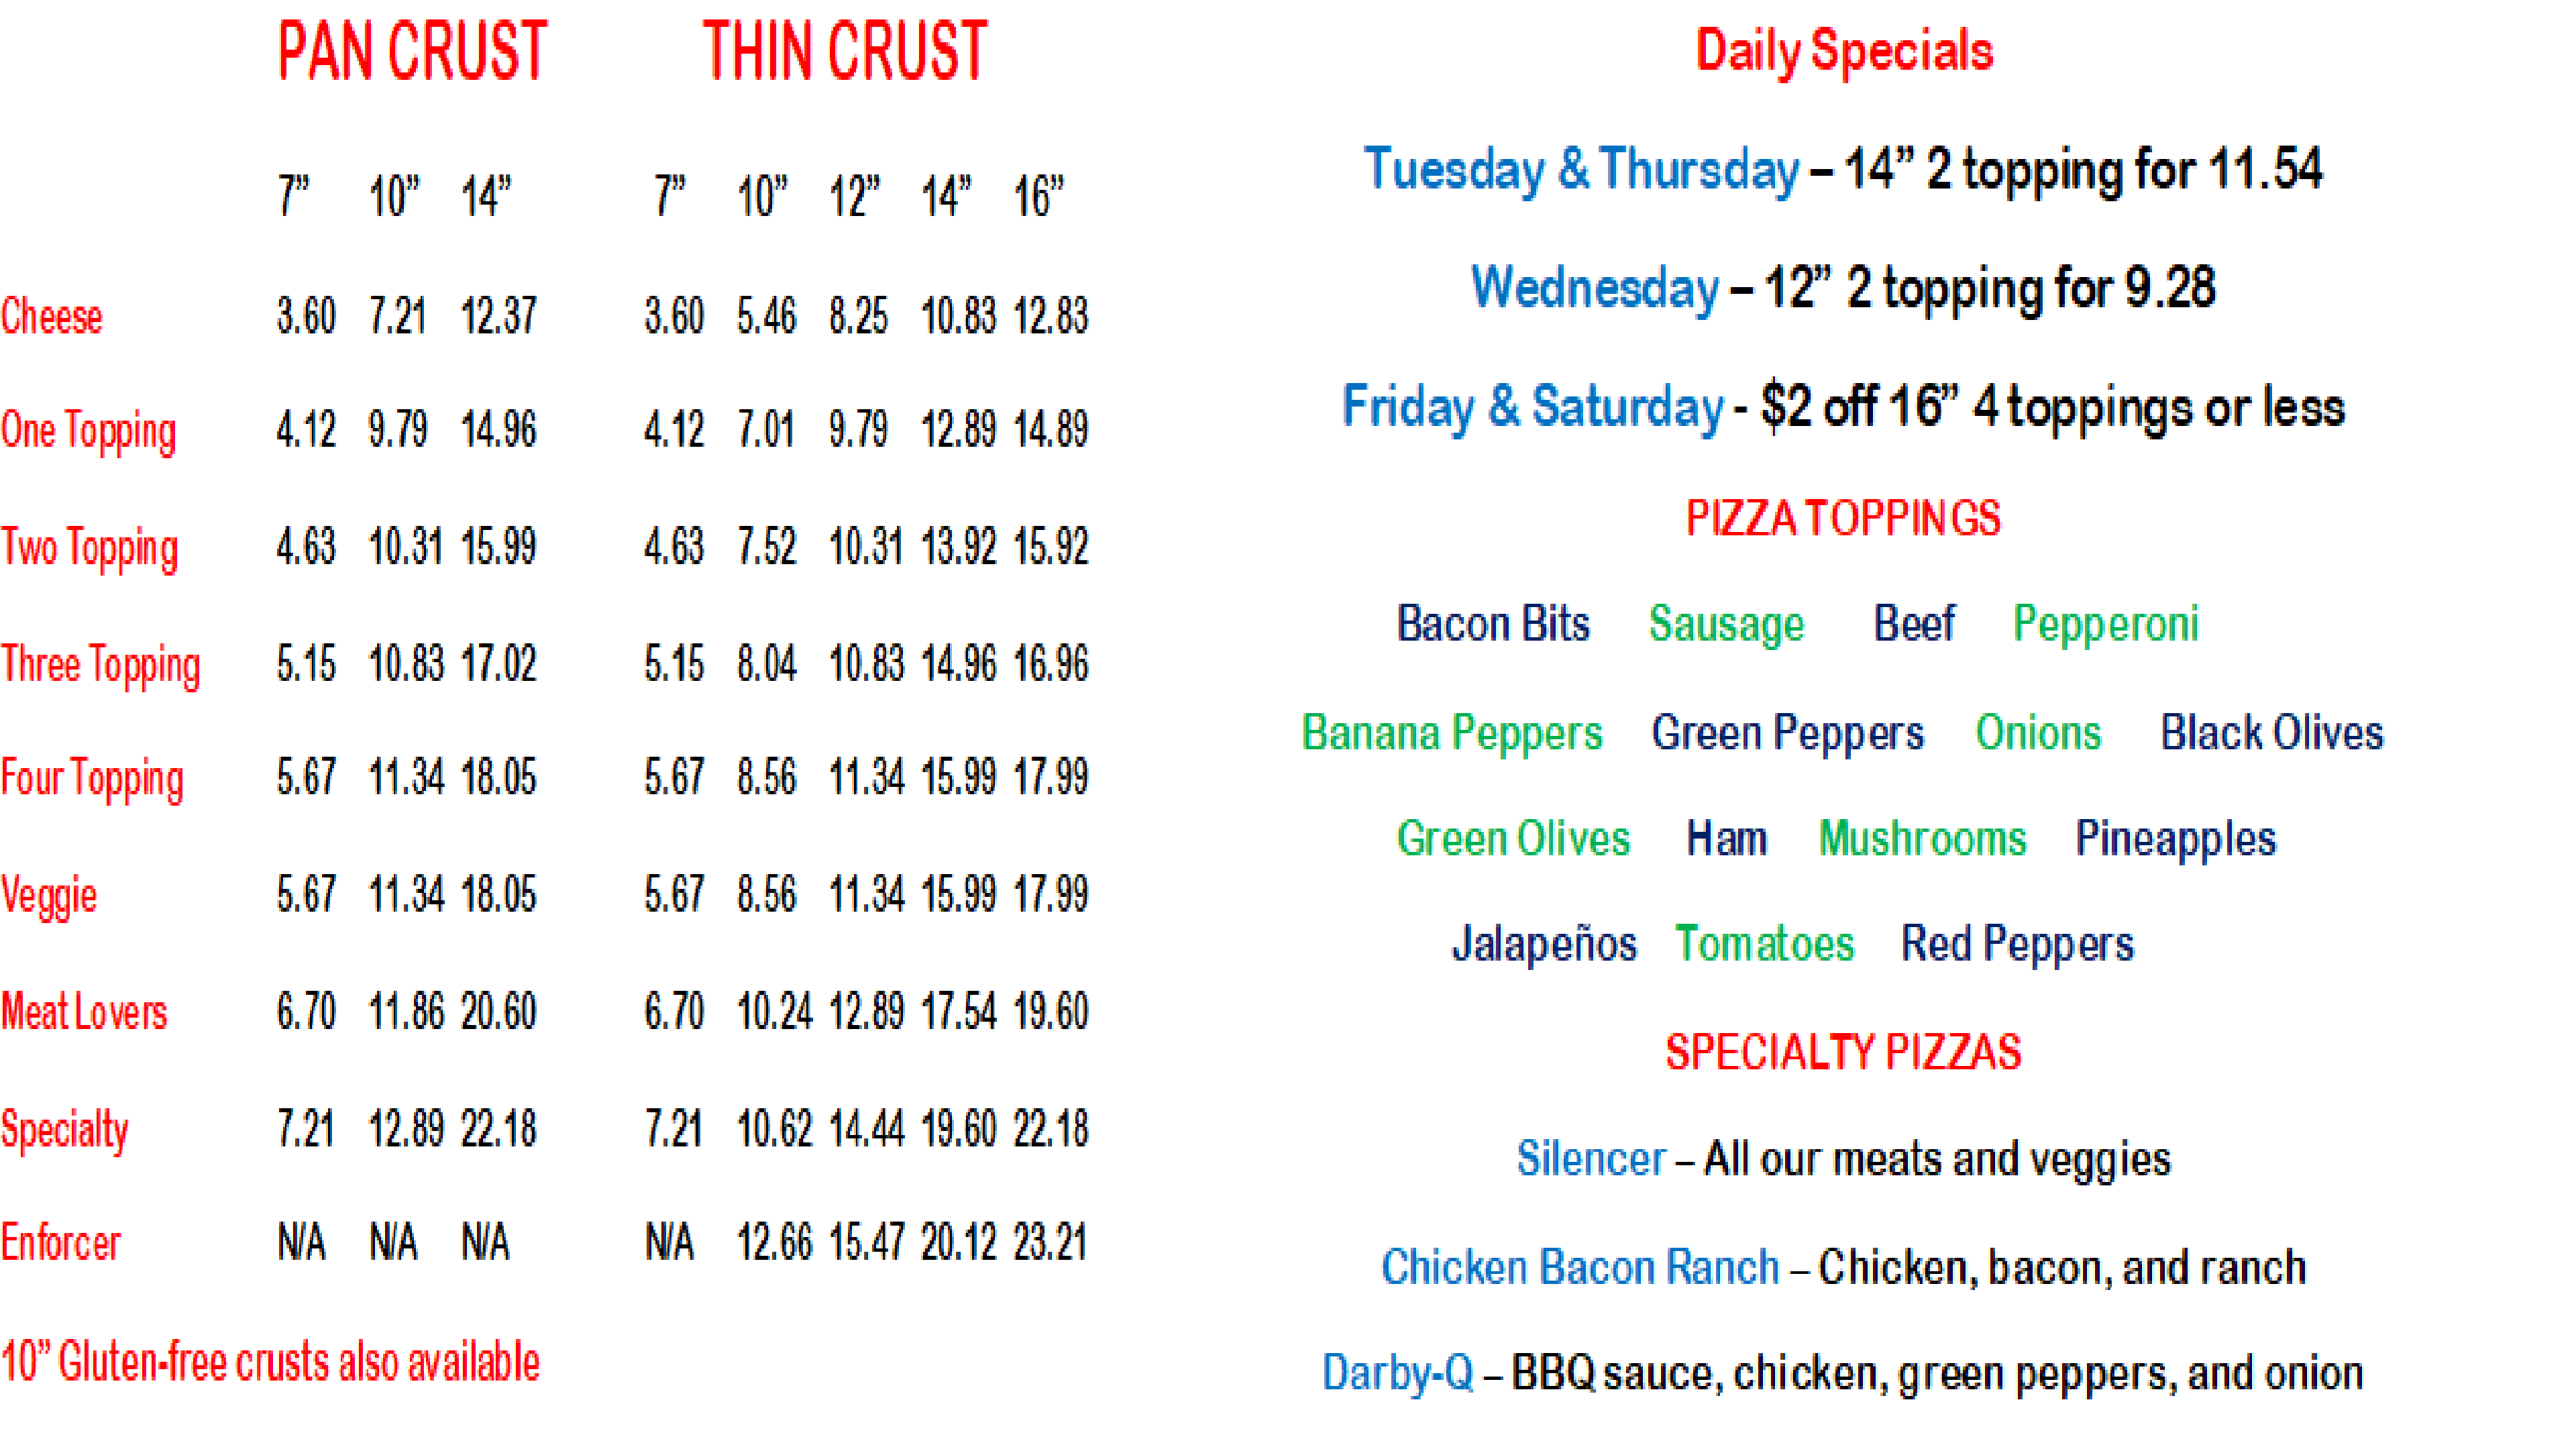 PAN CRUST THIN CRUST
7” 10” 14” 7” 10” 12” 14” 16”
Cheese 3.60 7.21 12.37 3.60 5.46 8.25 10.83 12.83
One Topping 4.12 9.79 14.96 4.12 7.01 9.79 12.89 14.89
Two Topping 4.63 10.31 15.99 4.63 7.52 10.31 13.92 15.92
Three Topping 5.15 10.83 17.02 5.15 8.04 10.83 14.96 16.96
Four Topping 5.67 11.34 18.05 5.67 8.56 11.34 15.99 17.99
Veggie 5.67 11.34 18.05 5.67 8.56 11.34 15.99 17.99
Meat Lovers 6.70 11.86 20.60 6.70 10.24 12.89 17.54 19.60
Specialty 7.21 12.89 22.18 7.21 10.62 14.44 19.60 22.18
Enforcer N/A N/A N/A N/A 12.66 15.47 20.12 23.21
10” Gluten-free crusts also available
Daily Specials
Tuesday & Thursday – 14” 2 topping for 11.54
Wednesday – 12” 2 topping for 9.28
Friday & Saturday - $2 off 16” 4 toppings or less
PIZZA TOPPINGS
Bacon Bits Sausage Beef Pepperoni
Banana Peppers Green Peppers Onions Black Olives
Green Olives Ham Mushrooms Pineapples
Jalapeños Tomatoes Red Peppers
SPECIALTY PIZZAS
Silencer – All our meats and veggies
Chicken Bacon Ranch – Chicken, bacon, and ranch
Darby-Q – BBQ sauce, chicken, green peppers, and onion